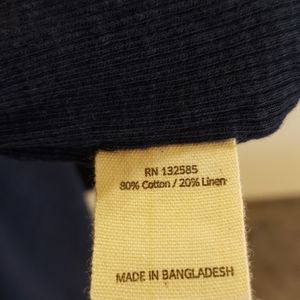 RN 132585
80% Cotton / 20% Linen
MADE IN BANGLADESH